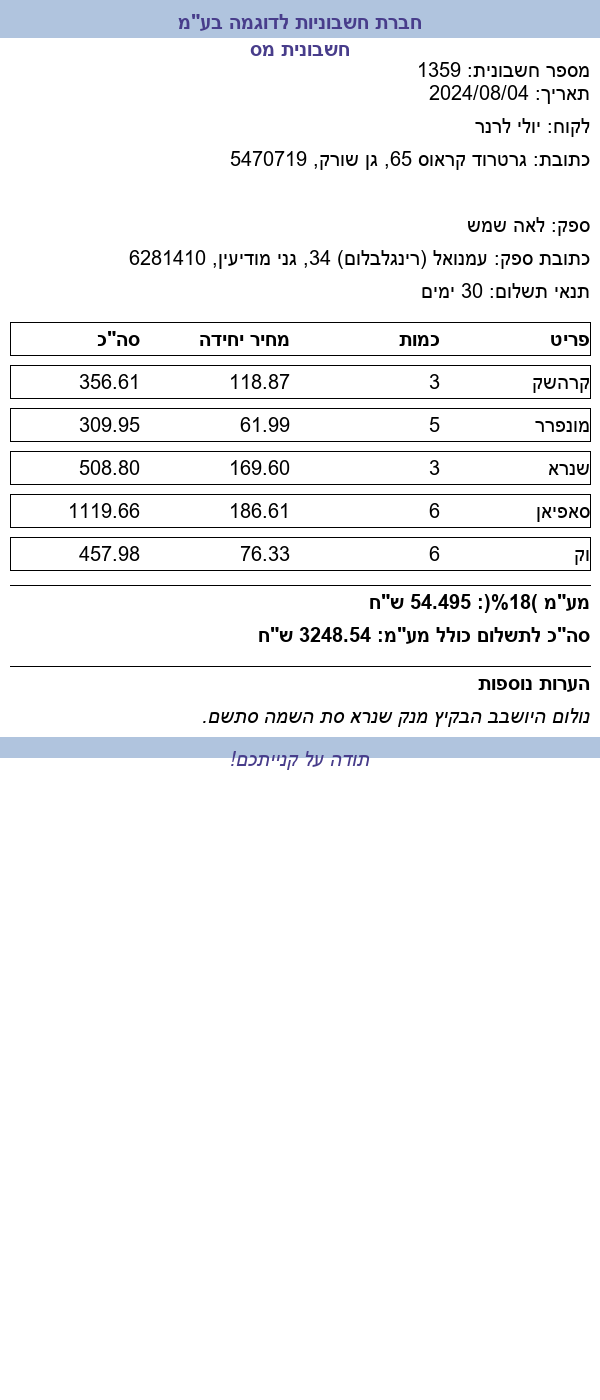 חברת חשבוניות לדוגמה בע"מ
חשבונית מס
מספר חשבונית: 1359
תאריך: 2024/08/04
לקוח: יולי לרנר
כתובת: גרטרוד קראוס 65, גן שורק, 5470719
ספק: לאה שמש
כתובת ספק: עמנואל (רינגלבלום) 34, גני מודיעין, 6281410
תנאי תשלום: 30 ימים
פריט כמות מחיר יחידה סה"כ
קרהשק 3 118.87 356.61
מונפרר 5 61.99 309.95
שנרא 3 169.60 508.80
סאפיאן 6 186.61 1119.66
וק 6 76.33 457.98
מע"מ )18%(: 54.495 ש"ח
סה"כ לתשלום כולל מע"מ: 3248.54 ש"ח
הערות נוספות
נולום היושבב הבקיץ מנק שנרא סת השמה סתשם.
תודה על קנייתכם!